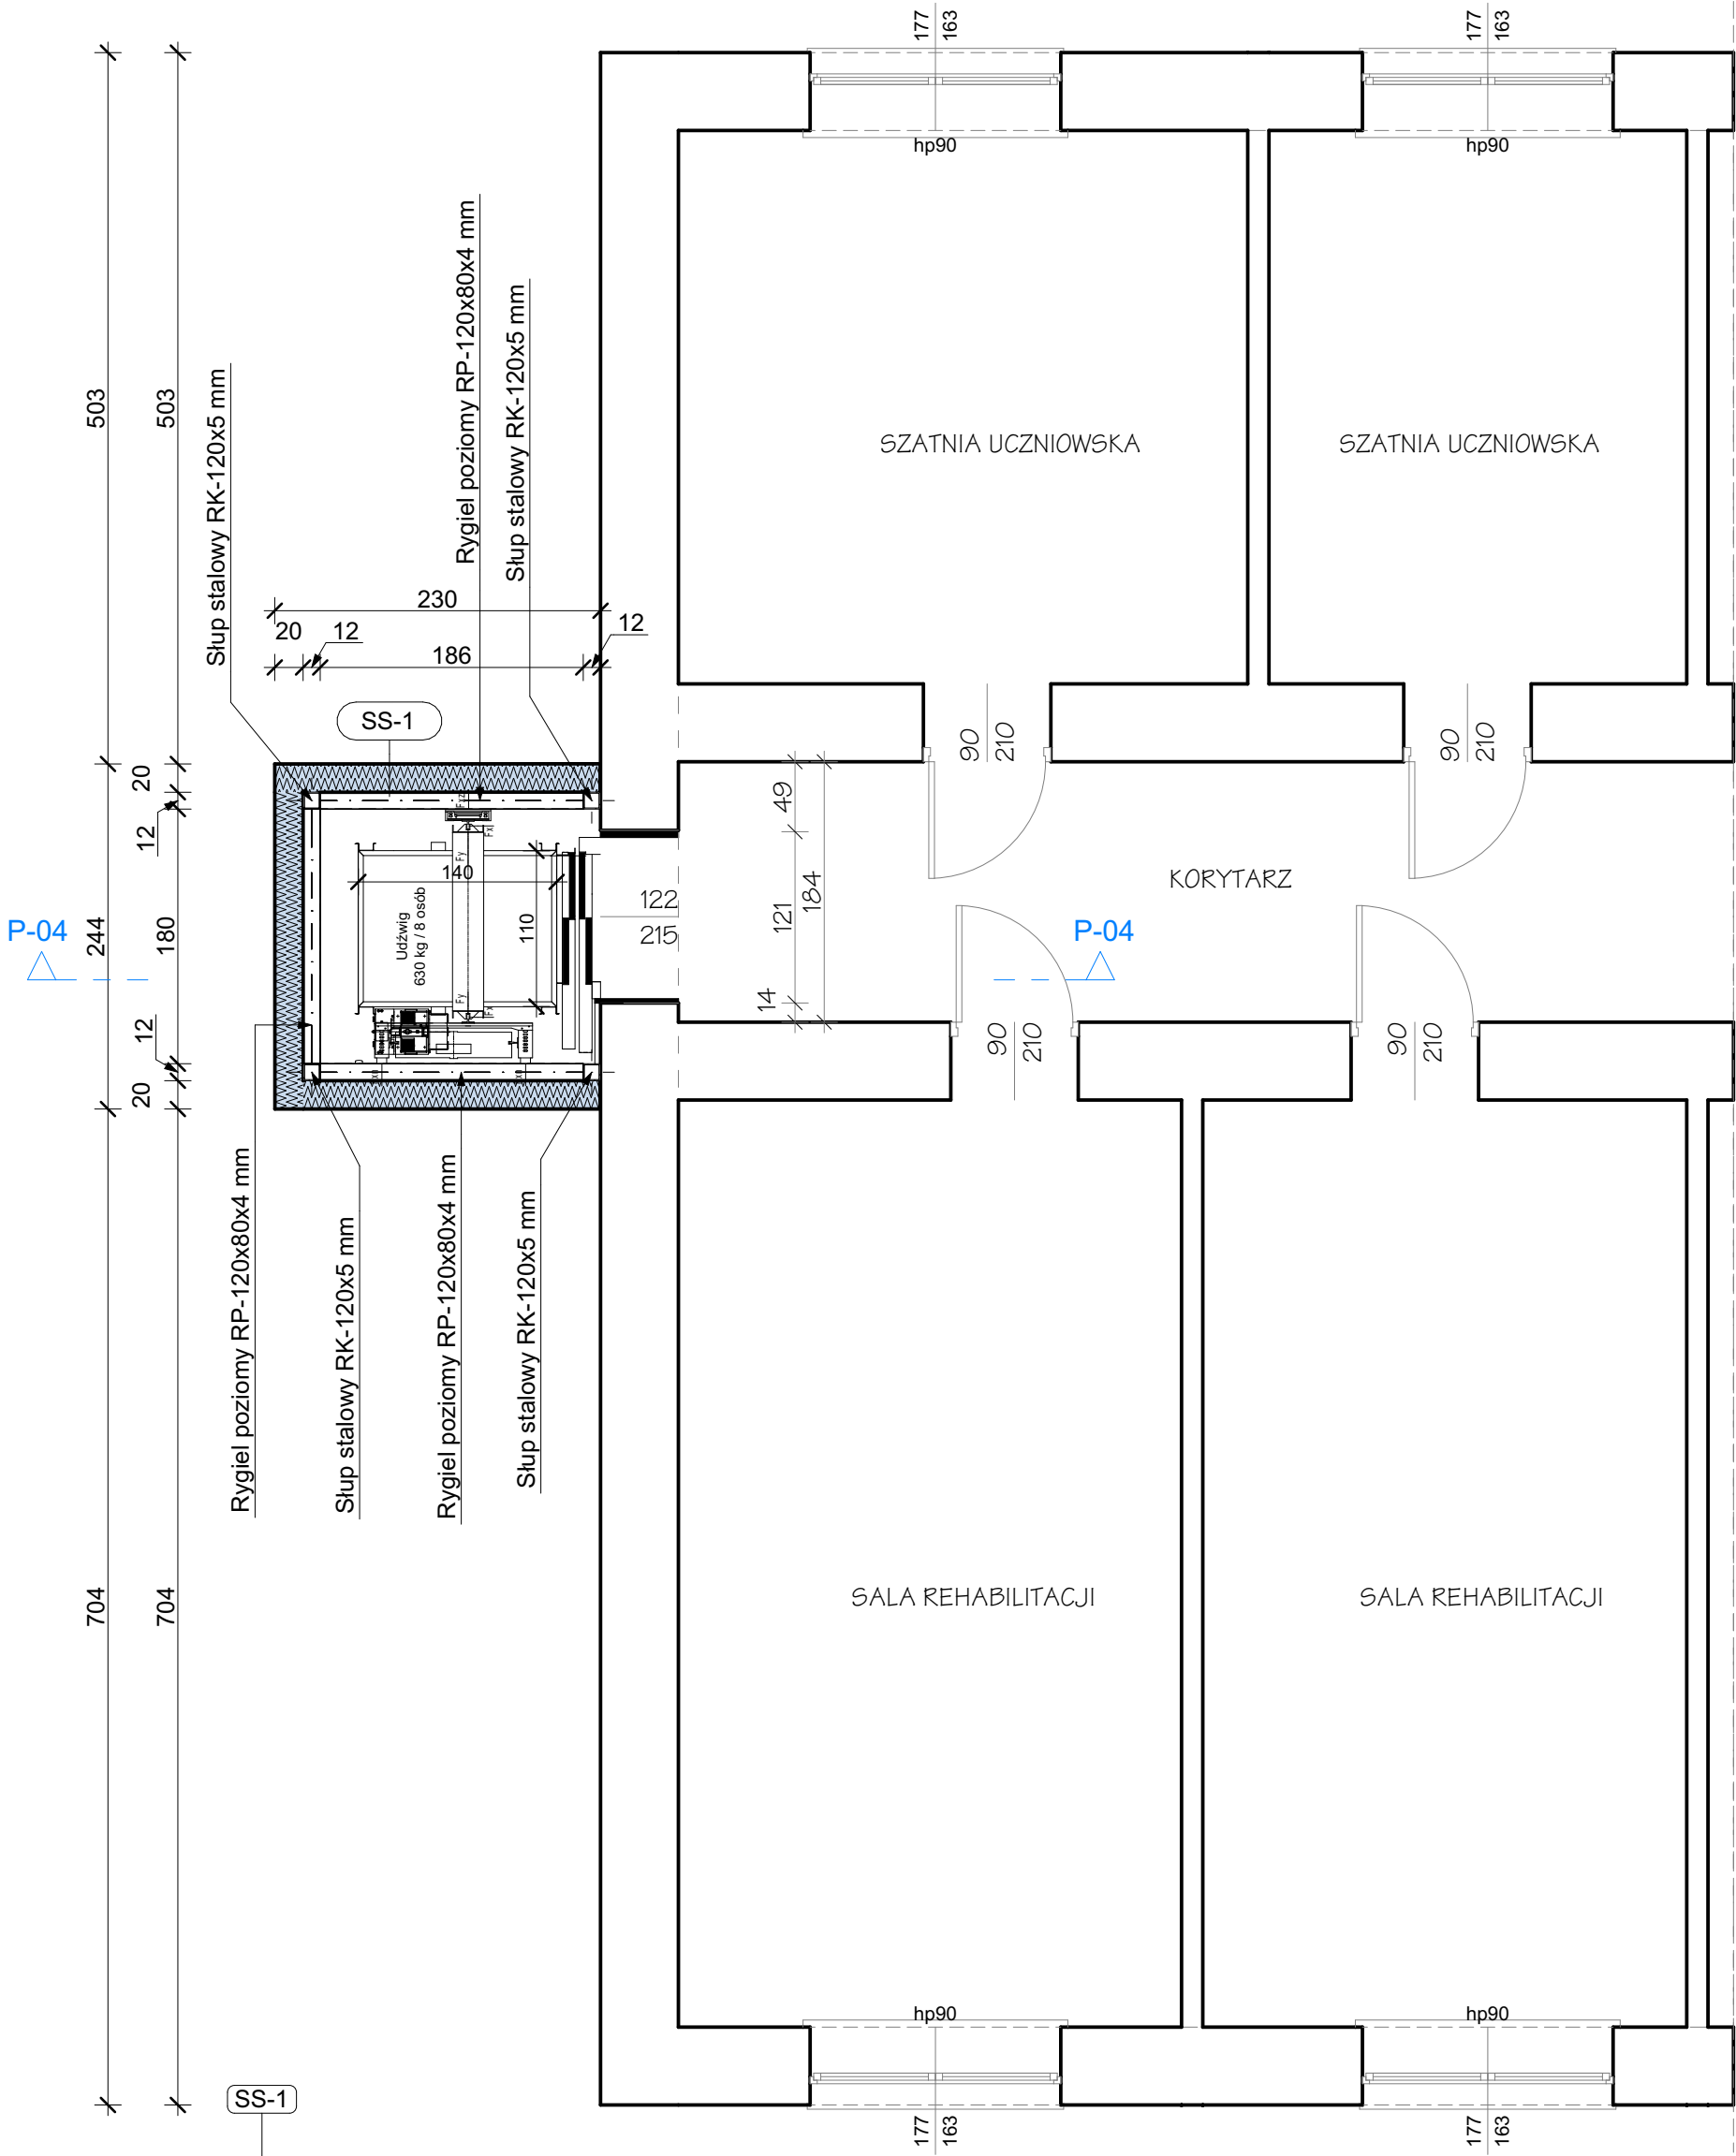 177
163
177
163
hp90
hp90
503
503
Słup stalowy RK-120x5 mm
Rygiel poziomy RP-120x80x4 mm
Słup stalowy RK-120x5 mm
SZATNIA UCZNIOWSKA
SZATNIA UCZNIOWSKA
230
20
12
186
12
SS-1
90
210
90
210
20
12
49
184
121
14
140
110
Udźwig
630 kg / 8 osób
Fy
Fy
122
215
KORYTARZ
P-04
P-04
244
180
12
20
90
210
90
210
Rygiel poziomy RP-120x80x4 mm
Słup stalowy RK-120x5 mm
Rygiel poziomy RP-120x80x4 mm
Słup stalowy RK-120x5 mm
704
704
SALA REHABILITACJI
SALA REHABILITACJI
hp90
hp90
SS-1
177
163
177
163